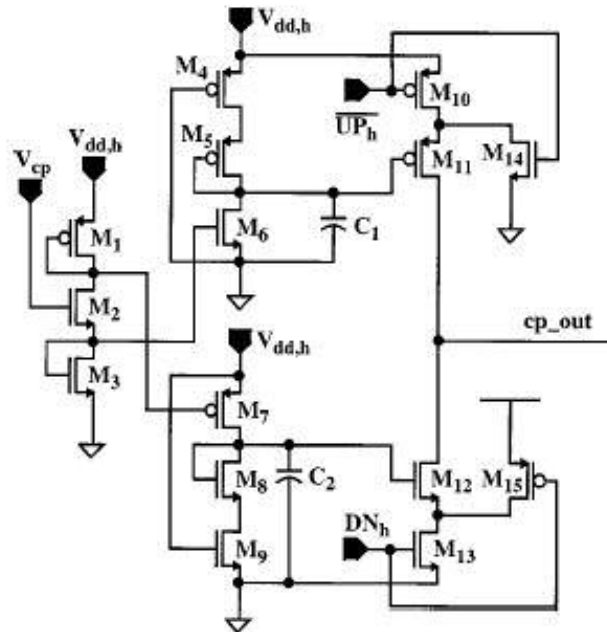 V_dd,h
M_4
V_dd,h
M_10
UP_h
M_5
M_14
V_cp
M_11
M_1
M_6
C_1
M_2
cp_out
V_dd,h
M_3
M_7
M_8
C_2
M_12
M_15
DN_h
M_9
M_13